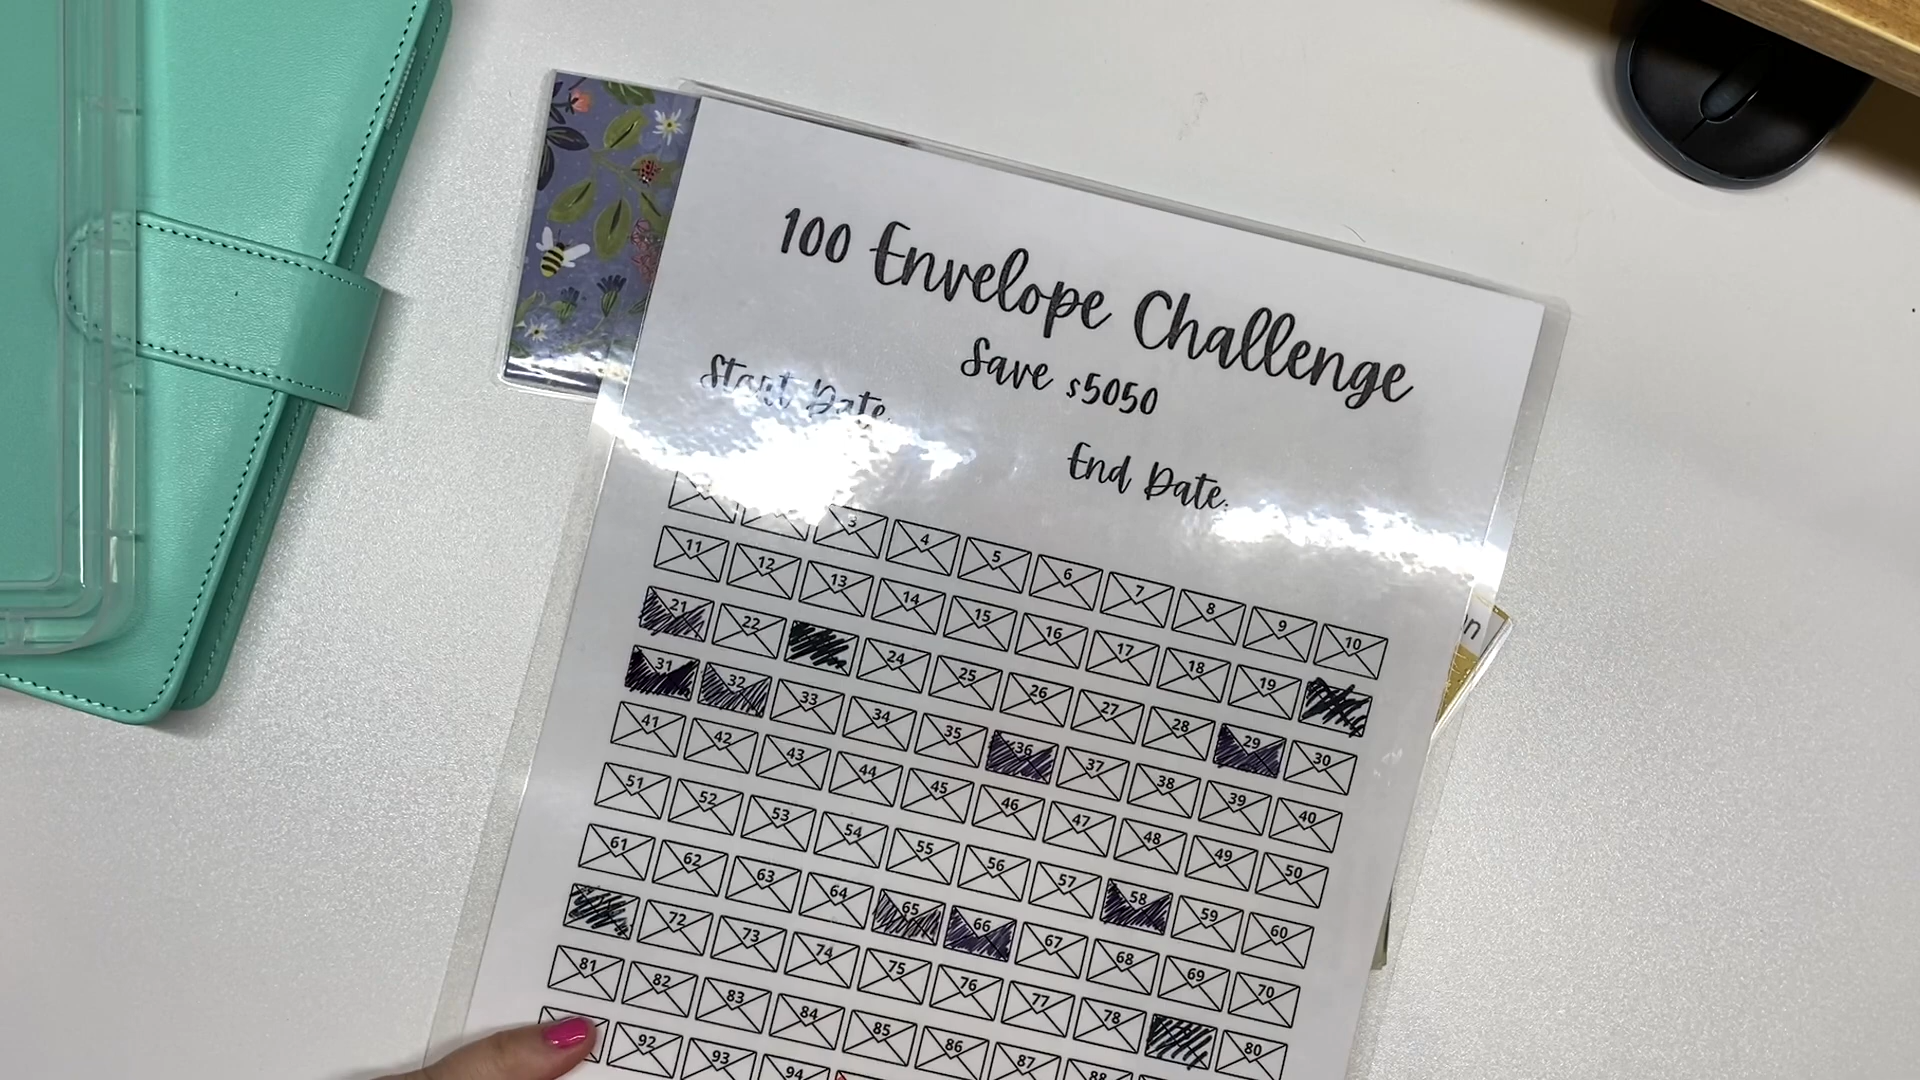 100 Envelope Challenge
Save $5050
Start Date
End Date:
3 4 5 6 7 8 9 10
11 12 13 14 15 16 17 18 19
21 22 24 25 26 27 28 29 30
31 32 33 34 35 36 37 38 39 40
41 42 43 44 45 46 47 48 49 50
51 52 53 54 55 56 57 58 59 60
61 62 63 64 65 66 67 68 69 70
72 73 74 75 76 77 78 80
81 82 83 84 85 86 87 88
92 93 94